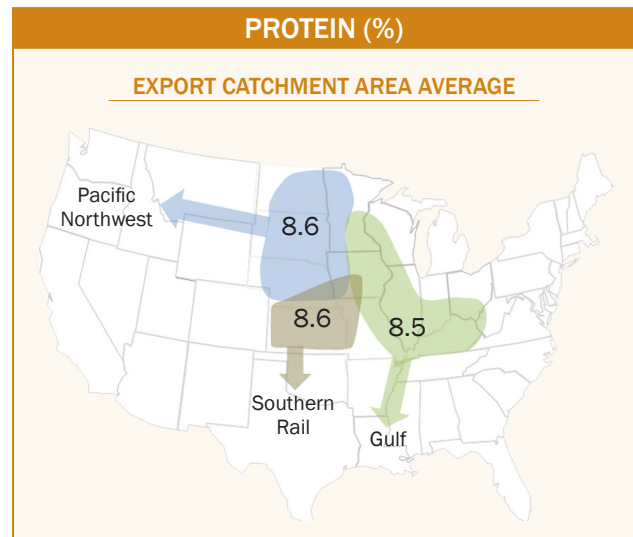 PROTEIN (%)
EXPORT CATCHMENT AREA AVERAGE
Pacific
Northwest
8.6
8.6
8.5
Southern
Rail
Gulf